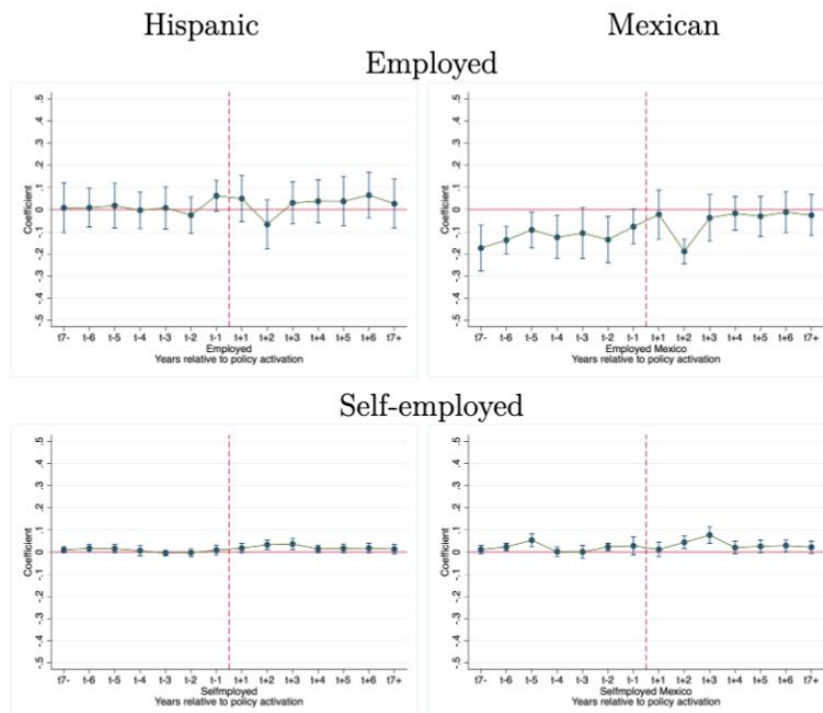 Hispanic Mexican
Employed
.5 .4 .3 .2 .1 0 -.1 -.2 -.3 -.4 -.5
Coefficient
t7- t-6 t-5 t-4 t-3 t-2 t-1 t+1 t+2 t+3 t+4 t+5 t+6 t7+
Employed
Years relative to policy activation
.5 .4 .3 .2 .1 0 -.1 -.2 -.3 -.4 -.5
Coefficient
t7- t-6 t-5 t-4 t-3 t-2 t-1 t+1 t+2 t+3 t+4 t+5 t+6 t7+
Employed Mexico
Years relative to policy activation
Self-employed
.5 .4 .3 .2 .1 0 -.1 -.2 -.3 -.4 -.5
Coefficient
t7- t-6 t-5 t-4 t-3 t-2 t-1 t+1 t+2 t+3 t+4 t+5 t+6 t7+
Selfmployed
Years relative to policy activation
.5 .4 .3 .2 .1 0 -.1 -.2 -.3 -.4 -.5
Coefficient
t7- t-6 t-5 t-4 t-3 t-2 t-1 t+1 t+2 t+3 t+4 t+5 t+6 t7+
Selfmployed Mexico
Years relative to policy activation